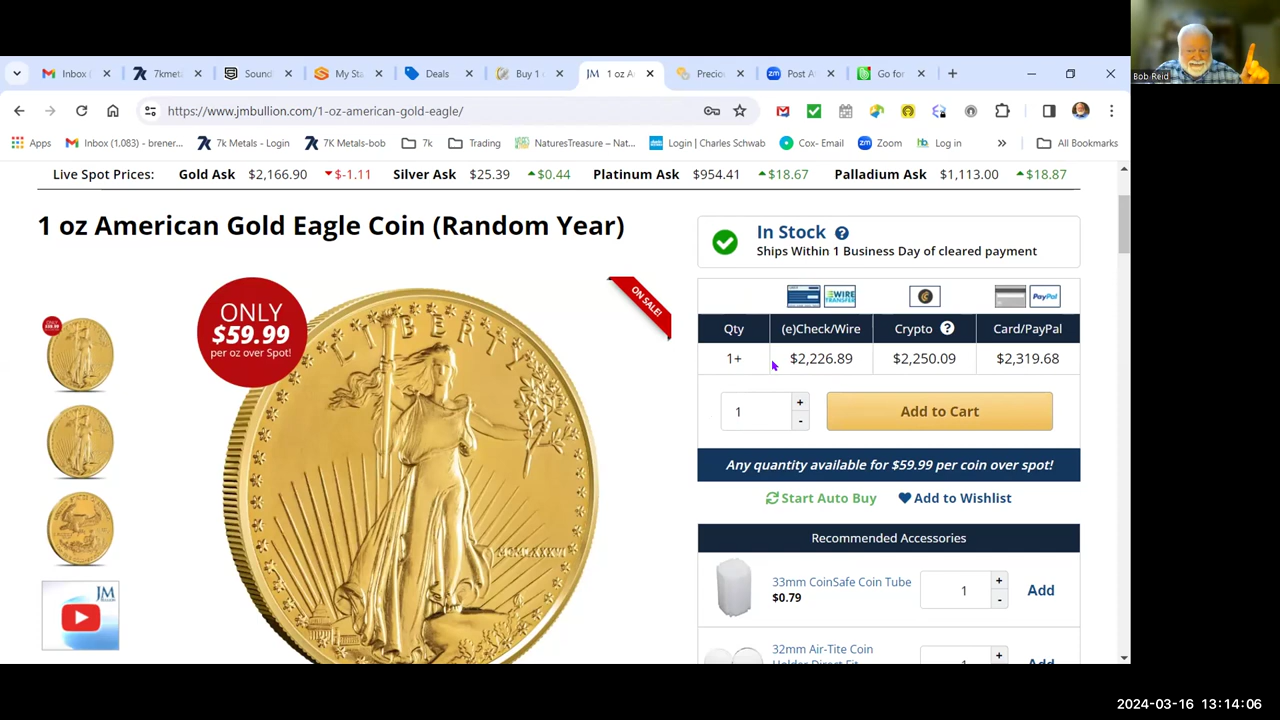 Bob Reid
Inbox (
7kmeta
Sound
My Sta
Deals
Buy 1
JM 1 oz A
Precio
Post A
Go for
https://www.jmbullion.com/1-oz-american-gold-eagle/
Apps
Inbox (1,083) - brener...
7k Metals - Login
7K Metals-bob
7k
Trading
NaturesTreasure – Nat...
Login | Charles Schwab
Cox- Email
Zoom
Log in
All Bookmarks
Live Spot Prices: Gold Ask $2,166.90 $-1.11 Silver Ask $25.39 $0.44 Platinum Ask $954.41 $18.67 Palladium Ask $1,113.00 $18.87
1 oz American Gold Eagle Coin (Random Year)
ONLY
$59.99
per oz over Spot!
ON SALE!
LIBERTY
MCMLXXXVI
JM
In Stock
Ships Within 1 Business Day of cleared payment
WIRE
TRANSFER
PayPal
Qty (e)Check/Wire Crypto Card/PayPal
1+ $2,226.89 $2,250.09 $2,319.68
1 + - Add to Cart
Any quantity available for $59.99 per coin over spot!
Start Auto Buy Add to Wishlist
Recommended Accessories
33mm CoinSafe Coin Tube
$0.79
1 + - Add
32mm Air-Tite Coin
Holder Direct Fit
1 + Add
2024-03-16 13:14:06